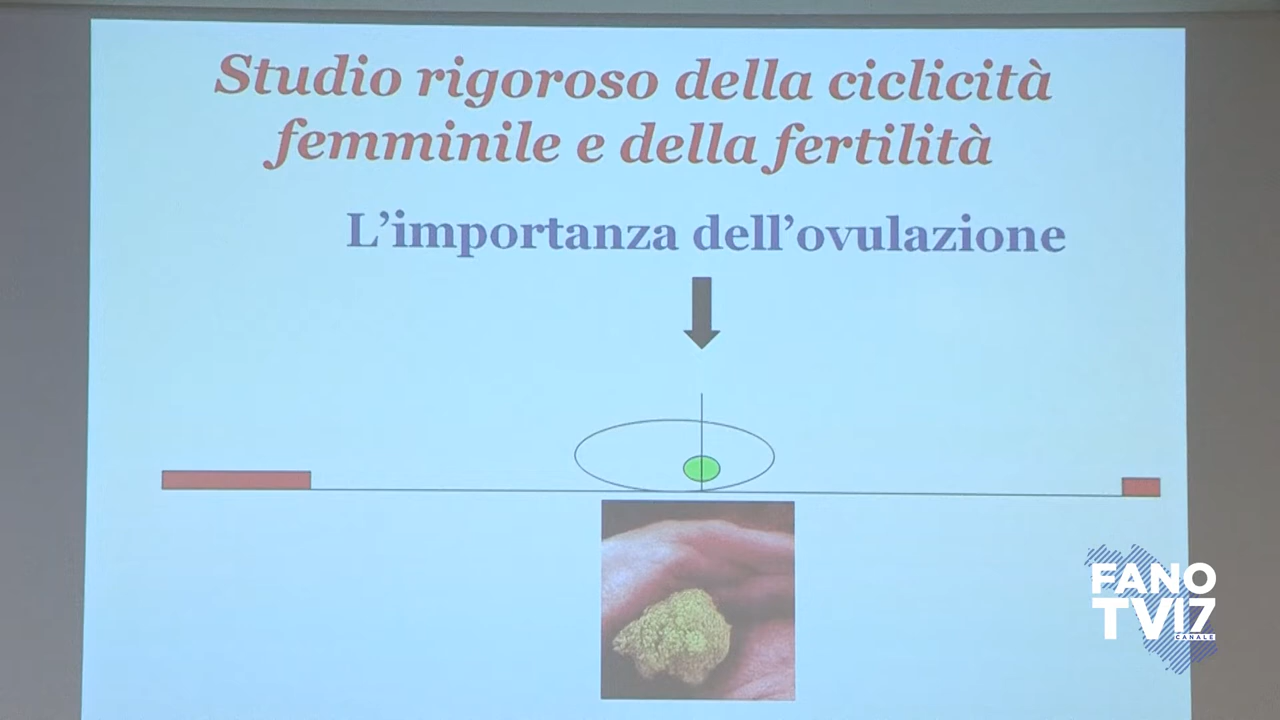 Studio rigoroso della ciclicità
femminile e della fertilità
L’importanza dell’ovulazione
FANO
TV17
CANALE